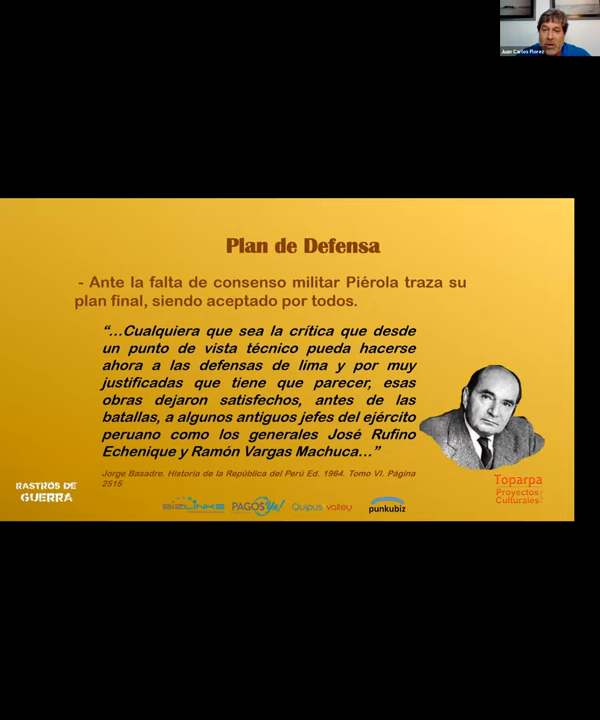 Juan Carlos Florez
Plan de Defensa
- Ante la falta de consenso militar Piérola traza su
plan final, siendo aceptado por todos.
“...Cualquiera que sea la crítica que desde
un punto de vista técnico pueda hacerse
ahora a las defensas de lima y por muy
justificadas que tiene que parecer, esas
obras dejaron satisfechos, antes de las
batallas, a algunos antiguos jefes del ejército
peruano como los generales José Rufino
Echenique y Ramón Vargas Machuca...”
Jorge Basadre. Historia de la República del Perú Ed. 1964. Tomo VI. Página
2515
RASTROS DE
GUERRA
Toparpa
Proyectos
Culturales
BIZLINKS
PAGOS Ya!
Quipus valley
punkubiz